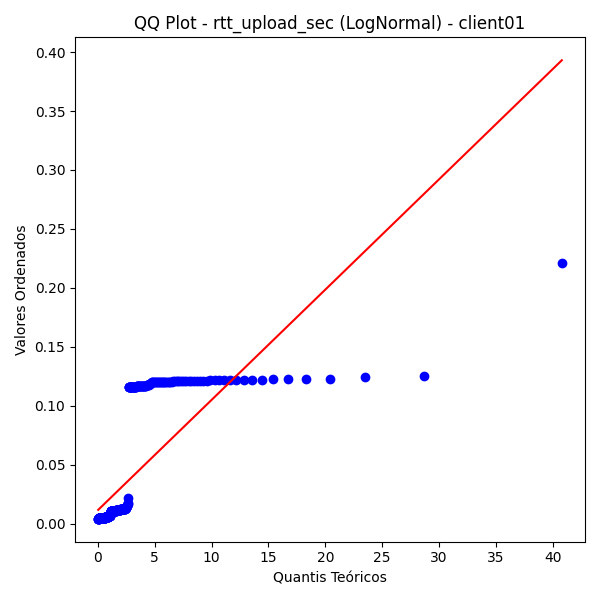 QQ Plot - rtt_upload_sec (LogNormal) - client01
0.40
0.35
0.30
0.25
0.20
0.15
0.10
0.05
0.00
Valores Ordenados
0 5 10 15 20 25 30 35 40
Quantis Teóricos